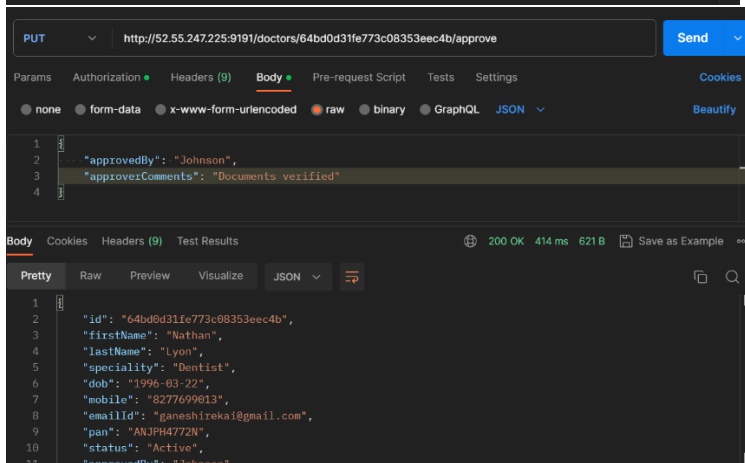 PUT http://52.55.247.225:9191/doctors/64bd0d31fe773c08353eec4b/approve Send
Params Authorization Headers (9) Body Pre-request Script Tests Settings Cookies
none form-data x-www-form-urlencoded raw binary GraphQL JSON Beautify
1 {
2 "approvedBy": "Johnson",
3 "approverComments": "Documents verified"
4 }
Body Cookies Headers (9) Test Results 200 OK 414 ms 621 B Save as Example
Pretty Raw Preview Visualize JSON
1 {
2 "id": "64bd0d31fe773c08353eec4b",
3 "firstName": "Nathan",
4 "lastName": "Lyon",
5 "speciality": "Dentist",
6 "dob": "1996-03-22",
7 "mobile": "8277699013",
8 "emailId": "ganeshirekai@gmail.com",
9 "pan": "ANJPH4772N",
10 "status": "Active",
11 "approvedBy": "Johnson",